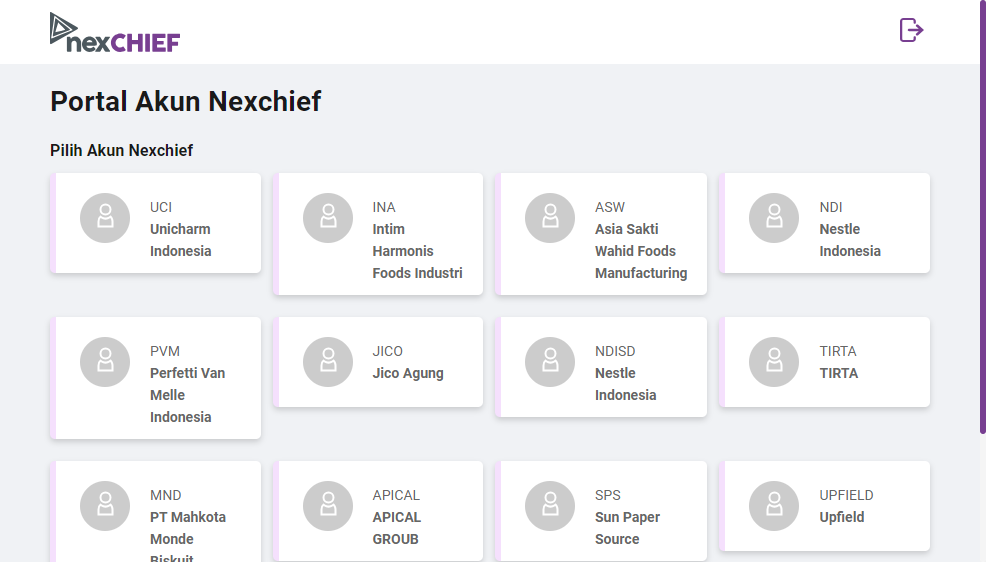 nexCHIEF
Portal Akun Nexchief
Pilih Akun Nexchief
UCI
Unicharm
Indonesia
INA
Intim
Harmonis
Foods Industri
ASW
Asia Sakti
Wahid Foods
Manufacturing
NDI
Nestle
Indonesia
PVM
Perfetti Van
Melle
Indonesia
JICO
Jico Agung
NDISD
Nestle
Indonesia
TIRTA
TIRTA
MND
PT Mahkota
Monde
Biskuit
APICAL
APICAL
GROUB
SPS
Sun Paper
Source
UPFIELD
Upfield